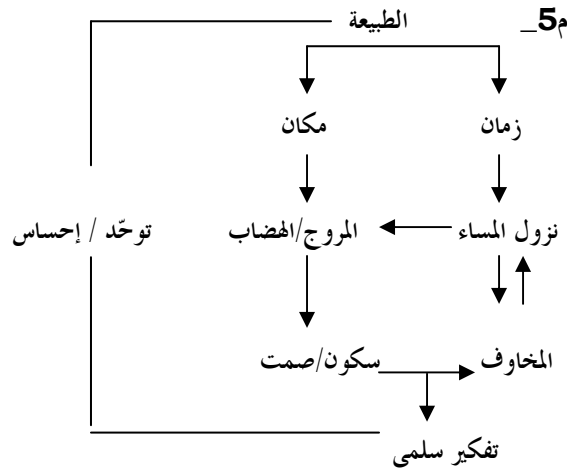 م5_ الطبيعة
زمان مكان
نزول المساء المروج/الهضاب توحّد / إحساس
المخاوف سكون/صمت
تفكير سلمى